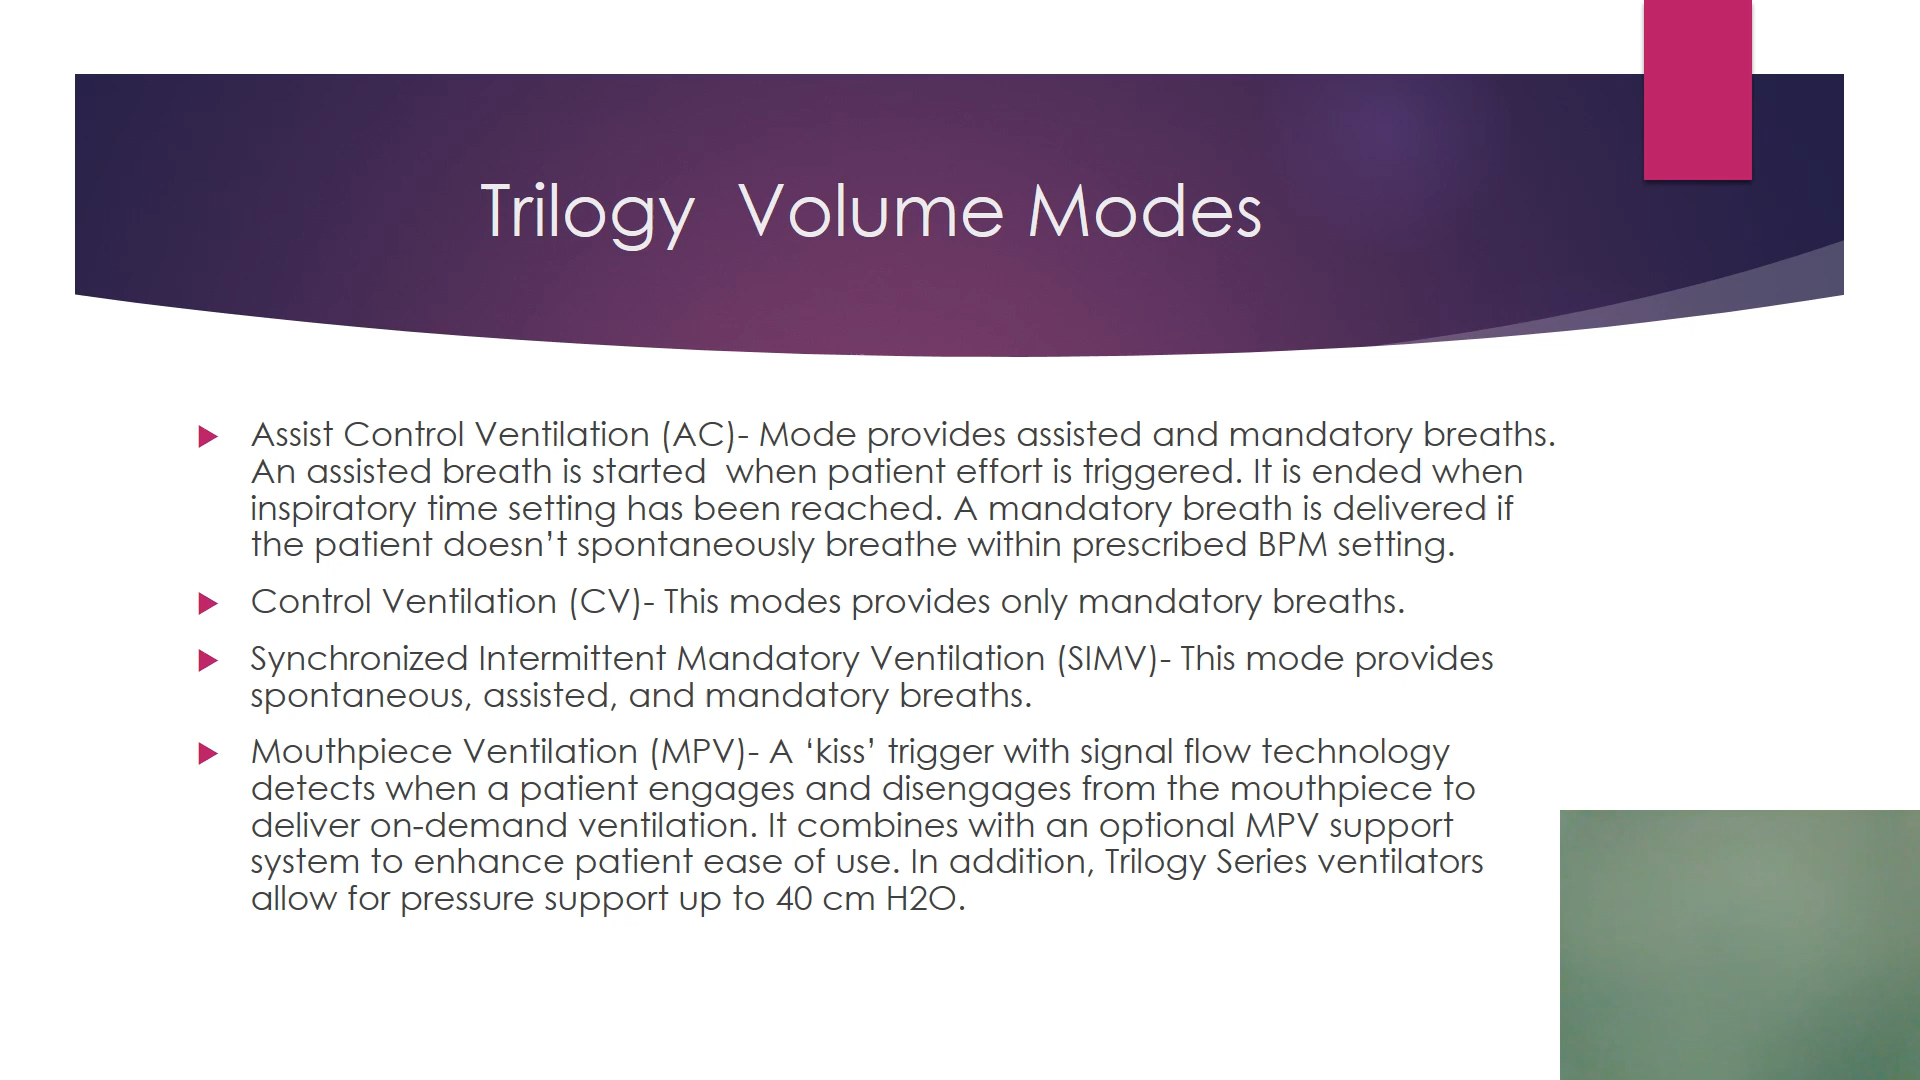 Trilogy  Volume Modes
Assist Control Ventilation (AC)- Mode provides assisted and mandatory breaths.
An assisted breath is started  when patient effort is triggered. It is ended when
inspiratory time setting has been reached. A mandatory breath is delivered if
the patient doesn’t spontaneously breathe within prescribed BPM setting.
Control Ventilation (CV)- This modes provides only mandatory breaths.
Synchronized Intermittent Mandatory Ventilation (SIMV)- This mode provides
spontaneous, assisted, and mandatory breaths.
Mouthpiece Ventilation (MPV)- A ‘kiss’ trigger with signal flow technology
detects when a patient engages and disengages from the mouthpiece to
deliver on-demand ventilation. It combines with an optional MPV support
system to enhance patient ease of use. In addition, Trilogy Series ventilators
allow for pressure support up to 40 cm H2O.